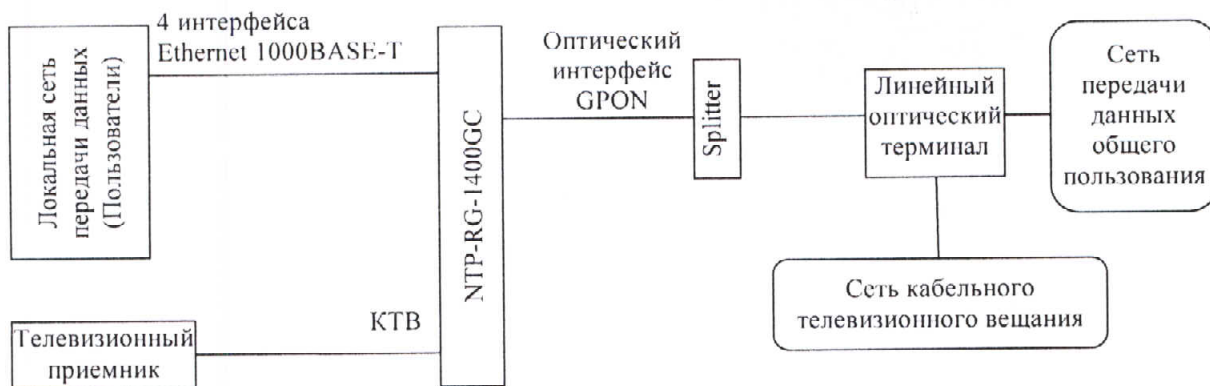 4 интерфейса
Ethernet 1000BASE-T
Локальная сеть
передачи данных
(Пользователи)
Телевизионный
приемник
КТВ
NTP-RG-1400GC
Оптический
интерфейс
GPON
Splitter
Линейный
оптический
терминал
Сеть
передачи
данных
общего
пользования
Сеть кабельного
телевизионного вещания